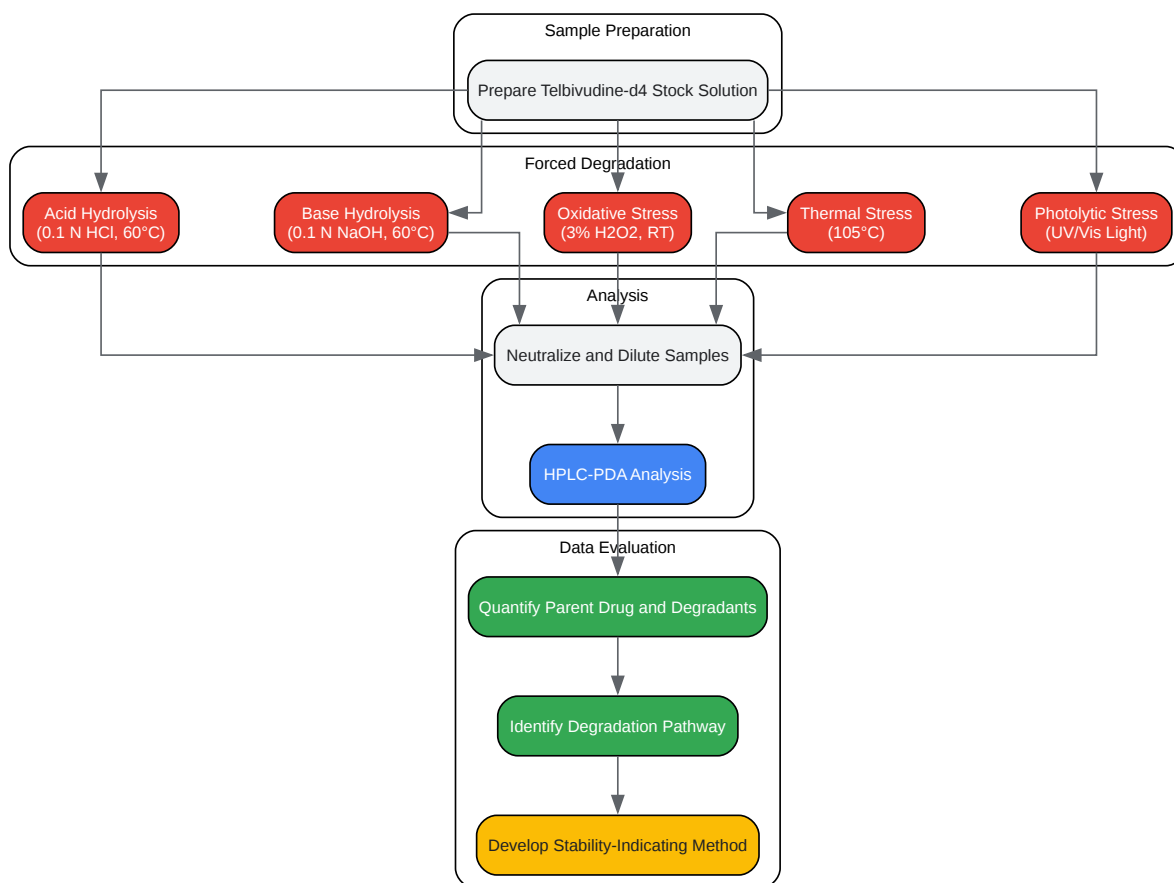 Sample Preparation
Prepare Telbivudine-d4 Stock Solution
Forced Degradation
Acid Hydrolysis
(0.1 N HCl, 60°C)
Base Hydrolysis
(0.1 N NaOH, 60°C)
Oxidative Stress
(3% H2O2, RT)
Thermal Stress
(105°C)
Photolytic Stress
(UV/Vis Light)
Analysis
Neutralize and Dilute Samples
HPLC-PDA Analysis
Data Evaluation
Quantify Parent Drug and Degradants
Identify Degradation Pathway
Develop Stability-Indicating Method